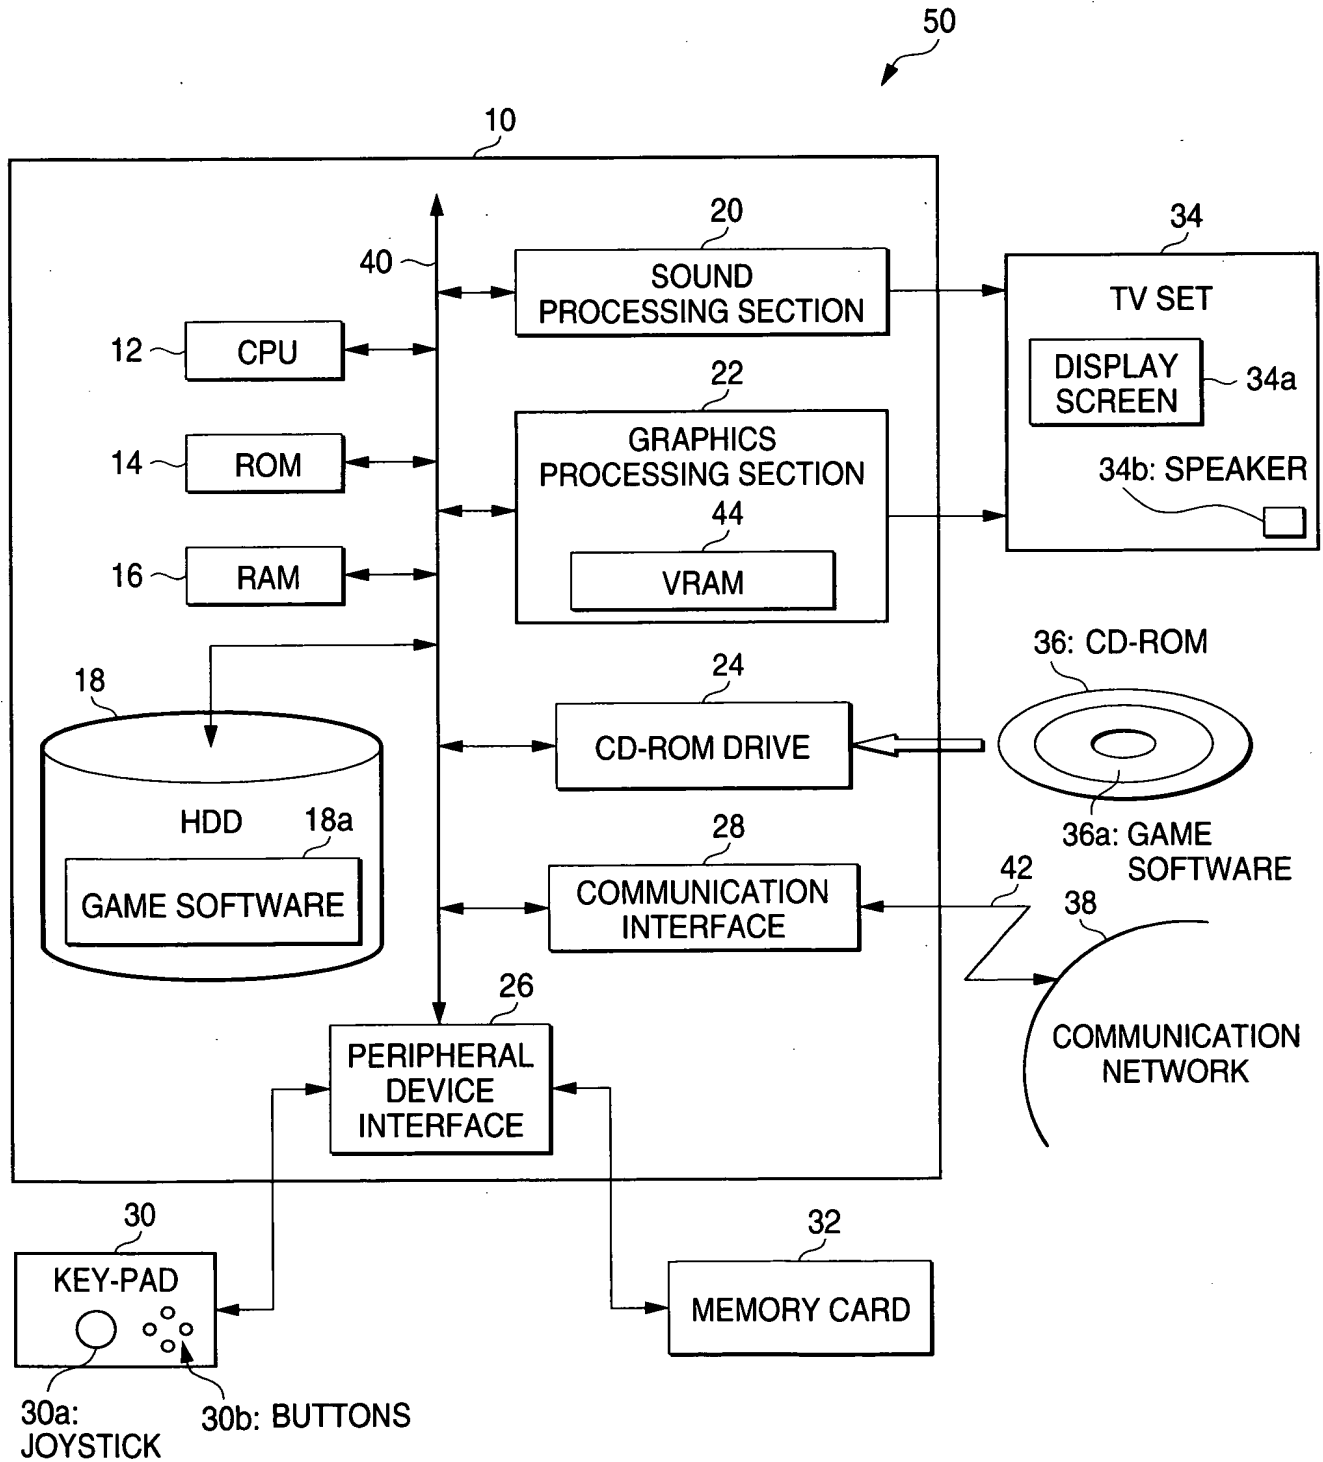 50
10
20
34
40
SOUND
PROCESSING SECTION
TV SET
12
CPU
DISPLAY
SCREEN
34a
22
GRAPHICS
PROCESSING SECTION
14
ROM
34b: SPEAKER
44
VRAM
16
RAM
36: CD-ROM
24
18
CD-ROM DRIVE
HDD
18a
28
36a: GAME
SOFTWARE
GAME SOFTWARE
COMMUNICATION
INTERFACE
42
38
26
PERIPHERAL
DEVICE
INTERFACE
COMMUNICATION
NETWORK
30
32
KEY-PAD
MEMORY CARD
30a:
JOYSTICK
30b: BUTTONS